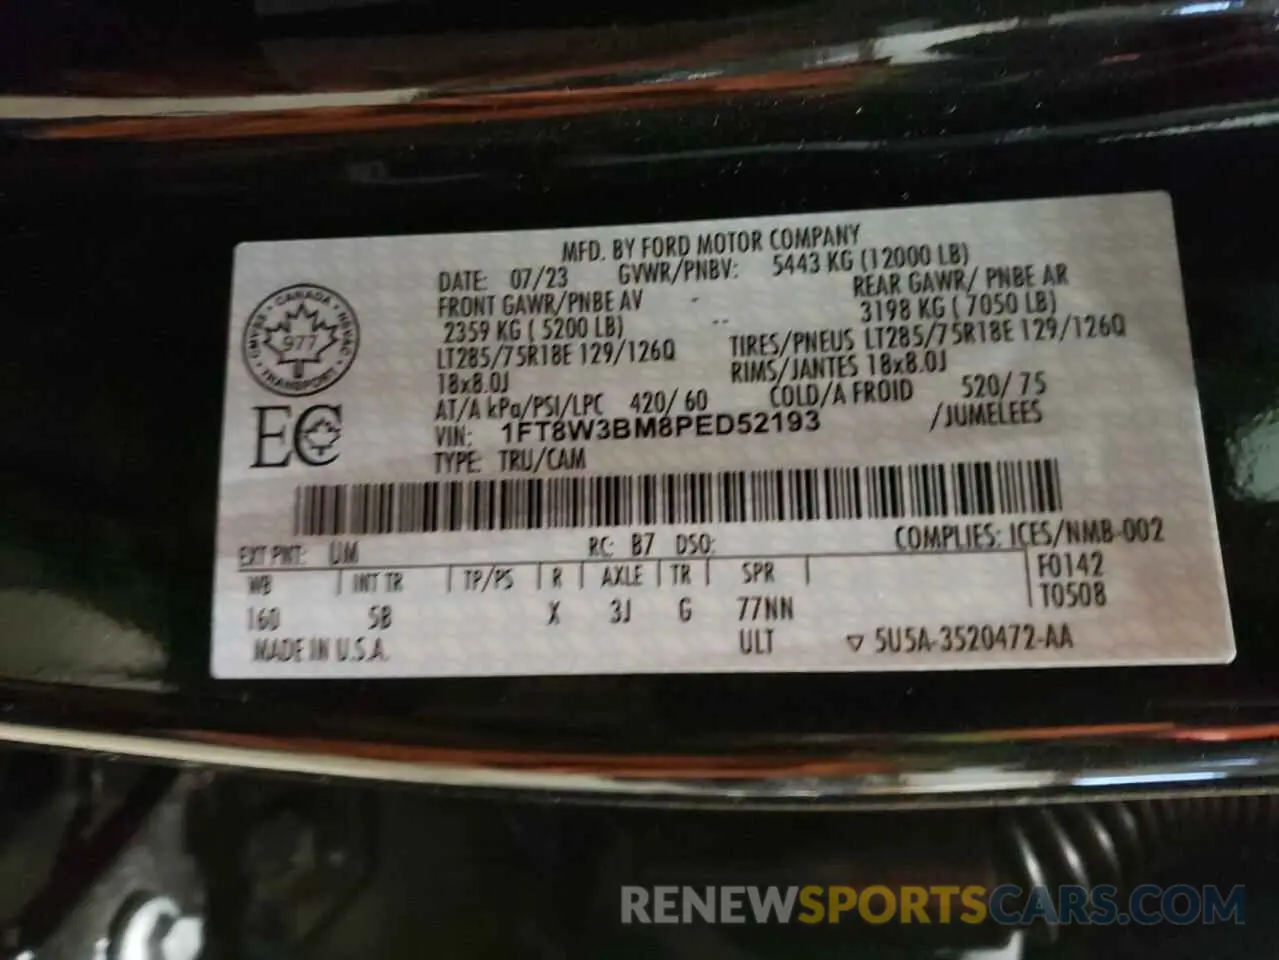 MFD. BY FORD MOTOR COMPANY
DATE: 07/23 GVWR/PNBV: 5443 KG (12000 LB)
FRONT GAWR/PNBE AV REAR GAWR/ PNBE AR
2359 KG ( 5200 LB) 3198 KG ( 7050 LB)
LT285/75R18E 129/126Q TIRES/PNEUS LT285/75R18E 129/126Q
18x8.0J RIMS/JANTES 18x8.0J
AT/A kPa/PSI/LPC 420/ 60 COLD/A FROID 520/ 75
VIN: 1FT8W3BM8PED52193 /JUMELEES
TYPE: TRU/CAM
CANADA
CMVSS NSVAC
977
TRANSPORT
EC
EXT PNT: UM RC: B7 DSO: COMPLIES: ICES/NMB-002
WB INT TR TP/PS R AXLE TR SPR F0142
160 5B X 3J G 77NN T0508
MADE IN U.S.A. ULT ▽ 5U5A-3520472-AA
RENEWSPORTSCARS.COM